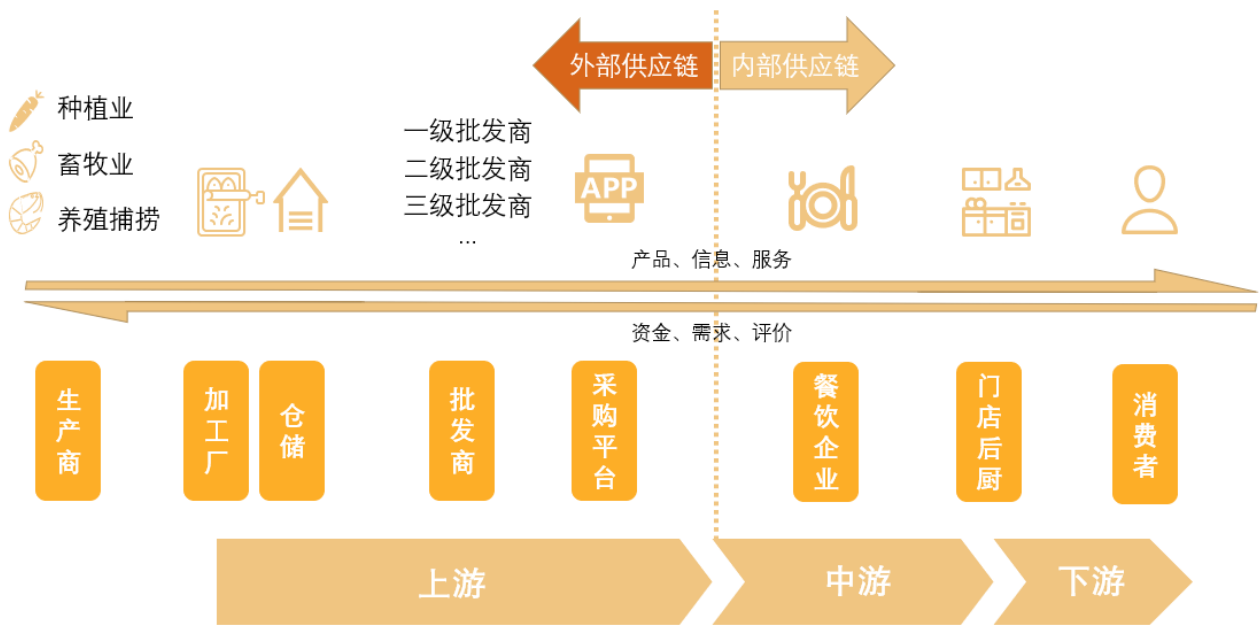 外部供应链
内部供应链
种植业
畜牧业
养殖捕捞
一级批发商
二级批发商
三级批发商
...
APP
产品、信息、服务
资金、需求、评价
生产商
加工厂
仓储
批发商
采购平台
餐饮企业
门店后厨
消费者
上游
中游
下游